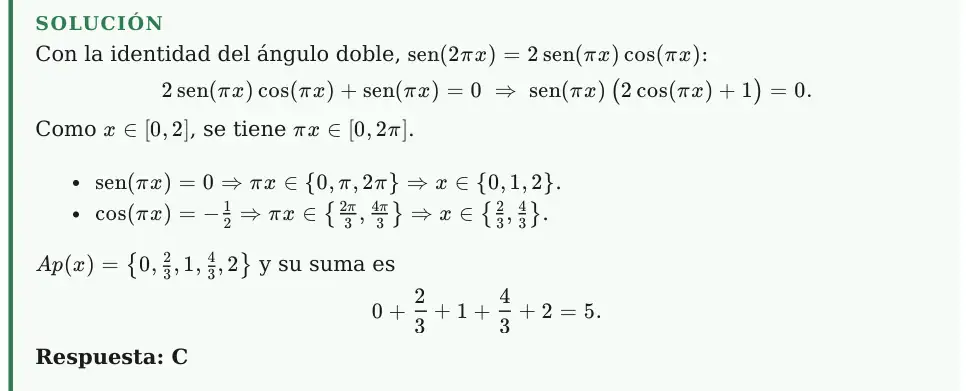 SOLUCIÓN
Con la identidad del ángulo doble, sen(2πx) = 2 sen(πx) cos(πx):
2 sen(πx) cos(πx) + sen(πx) = 0 ⇒ sen(πx) (2 cos(πx) + 1) = 0.
Como x ∈ [0, 2], se tiene πx ∈ [0, 2π].
• sen(πx) = 0 ⇒ πx ∈ {0, π, 2π} ⇒ x ∈ {0, 1, 2}.
• cos(πx) = −1/2 ⇒ πx ∈ {2π/3, 4π/3} ⇒ x ∈ {2/3, 4/3}.
Ap(x) = {0, 2/3, 1, 4/3, 2} y su suma es
0 + 2/3 + 1 + 4/3 + 2 = 5.
Respuesta: C